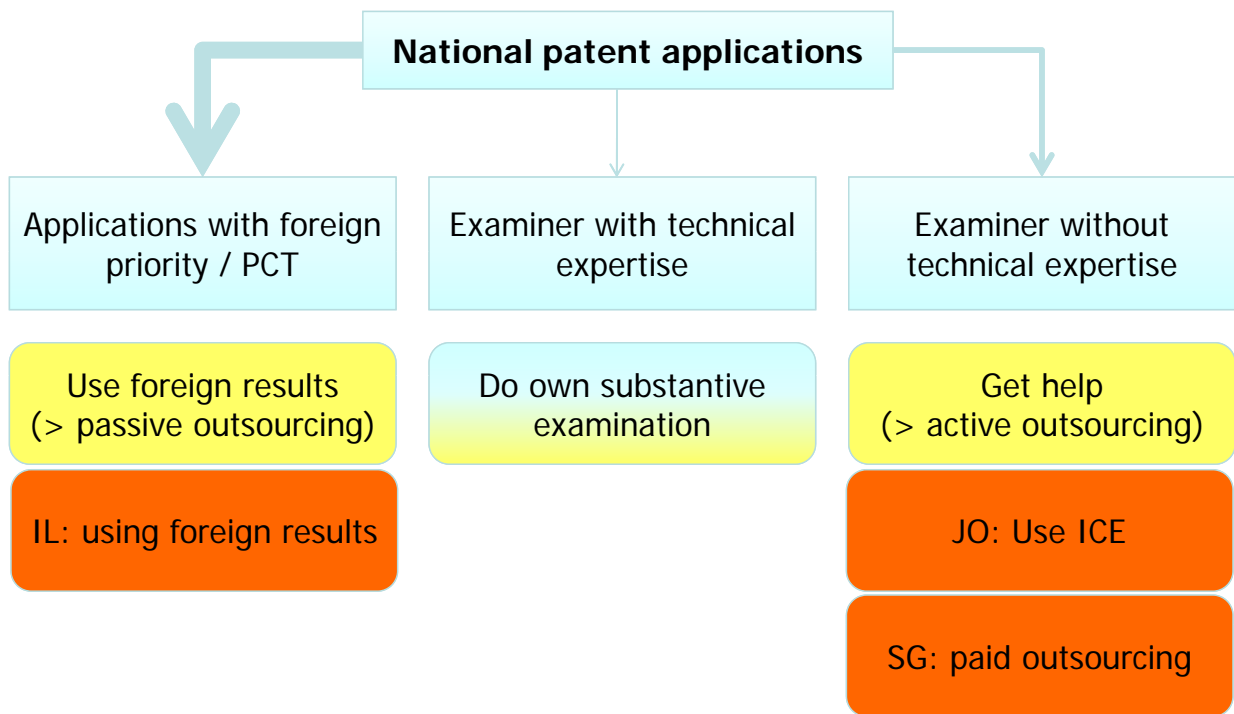 National patent applications
Applications with foreign
priority / PCT
Examiner with technical
expertise
Examiner without
technical expertise
Use foreign results
(> passive outsourcing)
Do own substantive
examination
Get help
(> active outsourcing)
IL: using foreign results
JO: Use ICE
SG: paid outsourcing